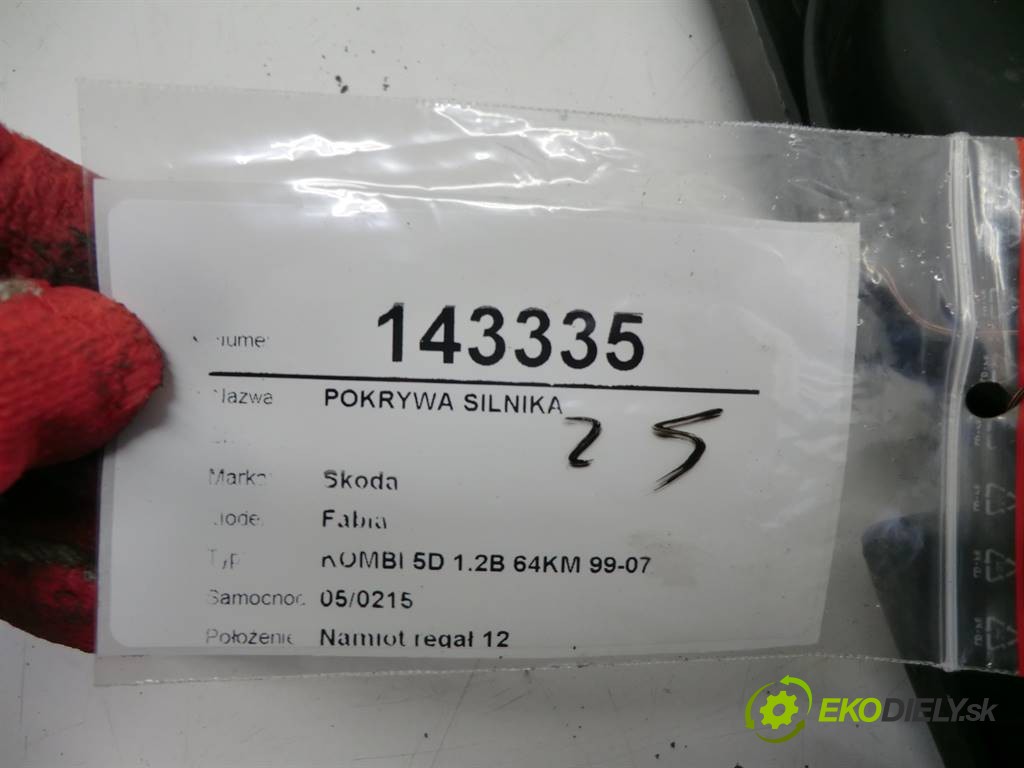 143335
Nazwa POKRYWA SILNIKA
25
Skoda
Fabia
KOMBI 5D 1.2B 64KM 99-07
05/0215
Położenie Namiot regał 12
EKODIELY.sk